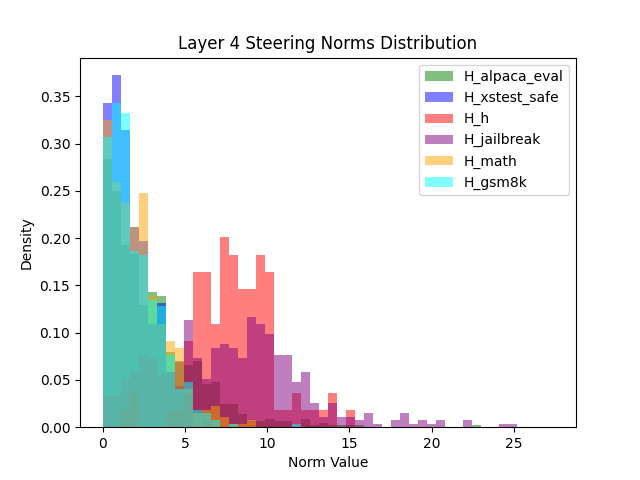 Layer 4 Steering Norms Distribution
H_alpaca_eval
H_xstest_safe
H_h
H_jailbreak
H_math
H_gsm8k
Density
0.35
0.30
0.25
0.20
0.15
0.10
0.05
0.00
0 5 10 15 20 25
Norm Value